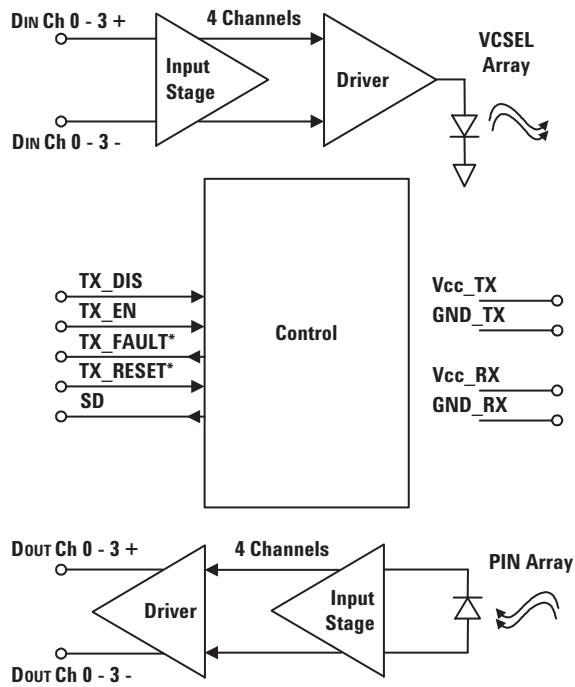 DIN Ch 0 - 3 +
4 Channels
VCSEL
Array
Input
Stage
Driver
DIN Ch 0 - 3 -
TX_DIS
TX_EN
TX_FAULT*
TX_RESET*
SD
Control
Vcc_TX
GND_TX
Vcc_RX
GND_RX
DOUT Ch 0 - 3 +
4 Channels
PIN Array
Driver
Input
Stage
DOUT Ch 0 - 3 -